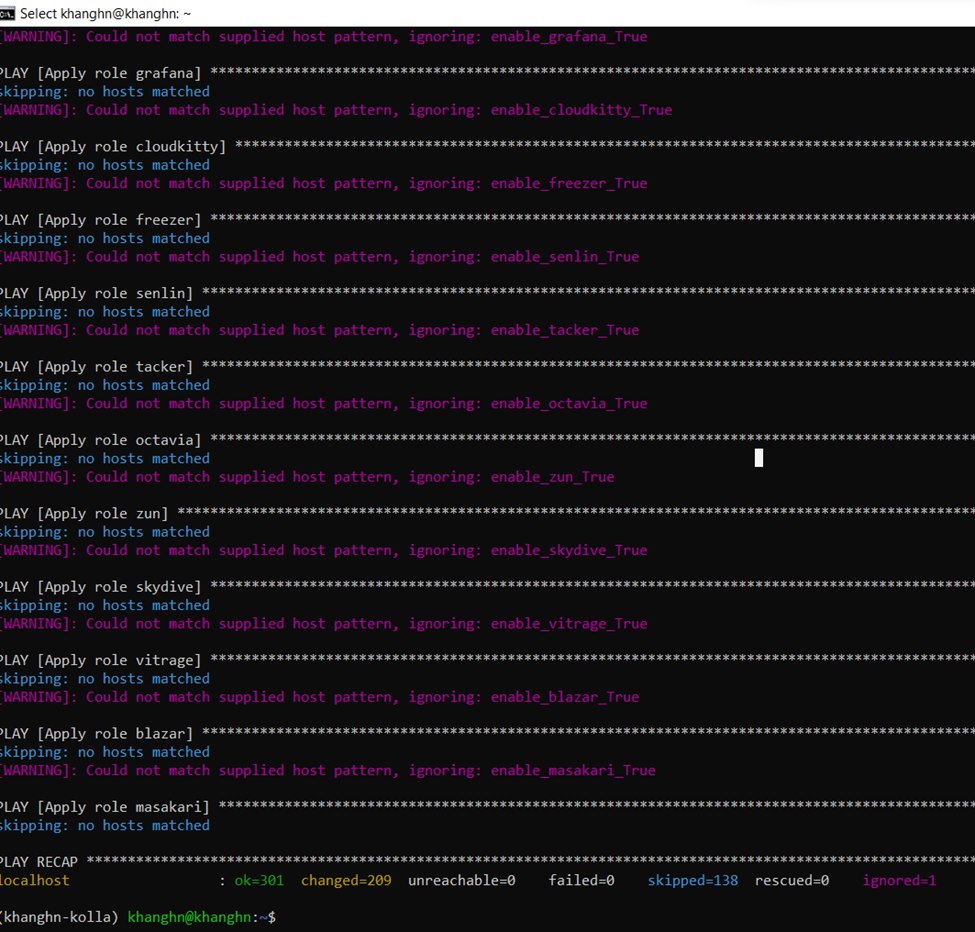 Select khanghn@khanghn: ~
[WARNING]: Could not match supplied host pattern, ignoring: enable_grafana_True
PLAY [Apply role grafana] *********************************************************************************************
skipping: no hosts matched
[WARNING]: Could not match supplied host pattern, ignoring: enable_cloudkitty_True
PLAY [Apply role cloudkitty] ******************************************************************************************
skipping: no hosts matched
[WARNING]: Could not match supplied host pattern, ignoring: enable_freezer_True
PLAY [Apply role freezer] *********************************************************************************************
skipping: no hosts matched
[WARNING]: Could not match supplied host pattern, ignoring: enable_senlin_True
PLAY [Apply role senlin] **********************************************************************************************
skipping: no hosts matched
[WARNING]: Could not match supplied host pattern, ignoring: enable_tacker_True
PLAY [Apply role tacker] **********************************************************************************************
skipping: no hosts matched
[WARNING]: Could not match supplied host pattern, ignoring: enable_octavia_True
PLAY [Apply role octavia] *********************************************************************************************
skipping: no hosts matched
[WARNING]: Could not match supplied host pattern, ignoring: enable_zun_True
PLAY [Apply role zun] *************************************************************************************************
skipping: no hosts matched
[WARNING]: Could not match supplied host pattern, ignoring: enable_skydive_True
PLAY [Apply role skydive] *********************************************************************************************
skipping: no hosts matched
[WARNING]: Could not match supplied host pattern, ignoring: enable_vitrage_True
PLAY [Apply role vitrage] *********************************************************************************************
skipping: no hosts matched
[WARNING]: Could not match supplied host pattern, ignoring: enable_blazar_True
PLAY [Apply role blazar] **********************************************************************************************
skipping: no hosts matched
[WARNING]: Could not match supplied host pattern, ignoring: enable_masakari_True
PLAY [Apply role masakari] ********************************************************************************************
skipping: no hosts matched
PLAY RECAP ************************************************************************************************************
localhost : ok=301 changed=209 unreachable=0 failed=0 skipped=138 rescued=0 ignored=1
(khanghn-kolla) khanghn@khanghn:~$